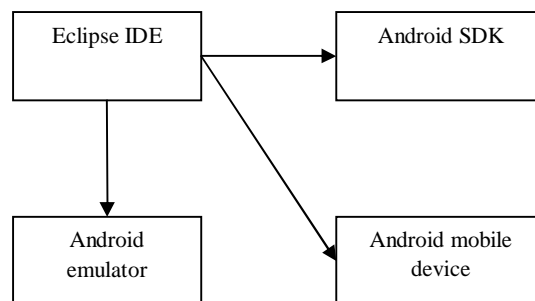 Eclipse IDE
Android SDK
Android
emulator
Android mobile
device